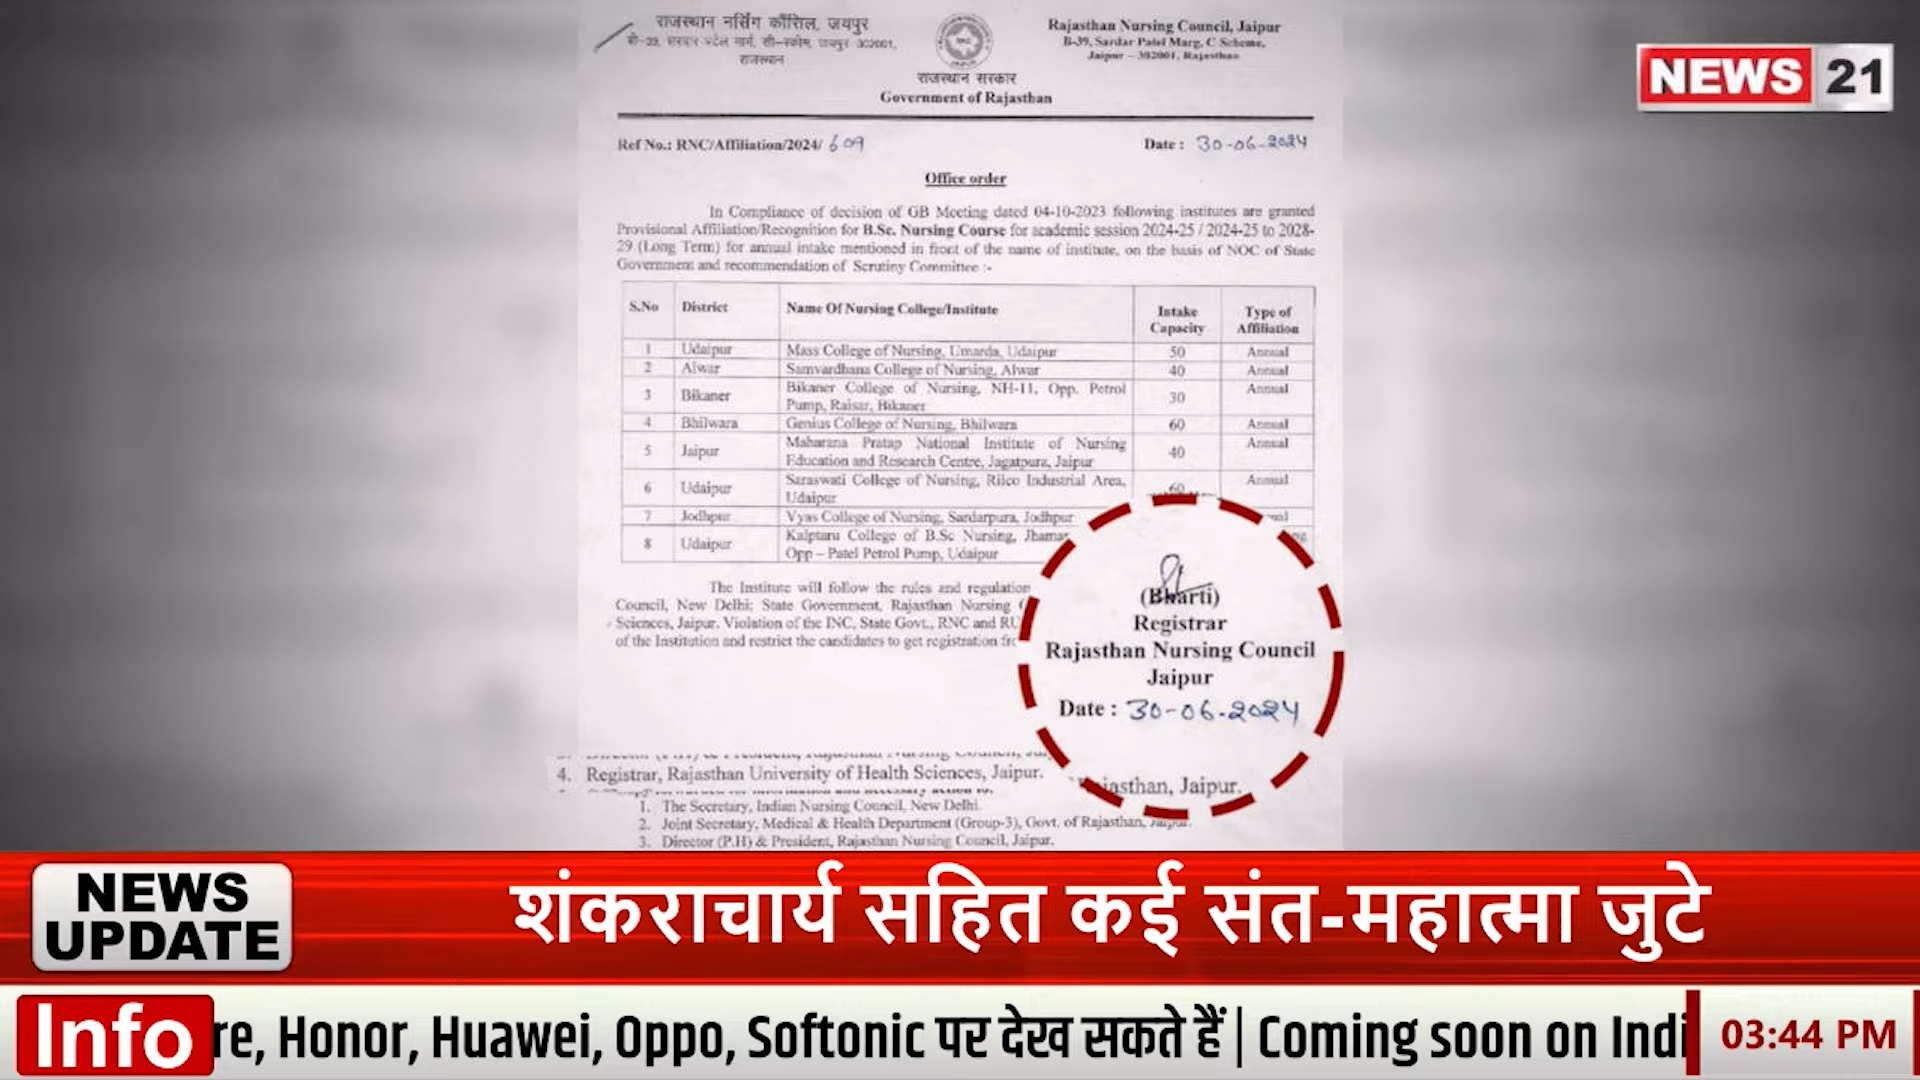 राजस्थान नर्सिंग कौंसिल, जयपुर
बी-39, सरदार पटेल मार्ग, सी-स्कीम, जयपुर 302001,
राजस्थान
राजस्थान सरकार
Government of Rajasthan
Rajasthan Nursing Council, Jaipur
B-39, Sardar Patel Marg, C Scheme,
Jaipur – 302001, Rajasthan
NEWS 21
Ref No.: RNC/Affiliation/2024/ 609
Date : 30-06-2024
Office order
In Compliance of decision of GB Meeting dated 04-10-2023 following institutes are granted
Provisional Affiliation/Recognition for B.Sc. Nursing Course for academic session 2024-25 / 2024-25 to 2028-
29 (Long Term) for annual intake mentioned in front of the name of institute, on the basis of NOC of State
Government and recommendation of Scrutiny Committee :-
S.No District Name Of Nursing College/Institute Intake Capacity Type of Affiliation
1 Udaipur Mass College of Nursing, Umarda, Udaipur 50 Annual
2 Alwar Samvardhana College of Nursing, Alwar 40 Annual
3 Bikaner Bikaner College of Nursing, NH-11, Opp. Petrol Pump, Raisar, Bikaner 30 Annual
4 Bhilwara Genius College of Nursing, Bhilwara 60 Annual
5 Jaipur Maharana Pratap National Institute of Nursing Education and Research Centre, Jagatpura, Jaipur 40 Annual
6 Udaipur Saraswati College of Nursing, Riico Industrial Area, Udaipur 60 Annual
7 Jodhpur Vyas College of Nursing, Sardarpura, Jodhpur
8 Udaipur Kalptaru College of B.Sc Nursing, Jhamar
Opp – Patel Petrol Pump, Udaipur
The Institute will follow the rules and regulation
Council, New Delhi; State Government, Rajasthan Nursing
Sciences, Jaipur. Violation of the INC, State Govt., RNC and RU
of the Institution and restrict the candidates to get registration
(Bharti)
Registrar
Rajasthan Nursing Council
Jaipur
Date : 30-06-2024
4. Registrar, Rajasthan University of Health Sciences, Jaipur.
asthan, Jaipur.
1. The Secretary, Indian Nursing Council, New Delhi.
2. Joint Secretary, Medical & Health Department (Group-3), Govt. of Rajasthan, Jaipur.
3. Director (P.H) & President, Rajasthan Nursing Council, Jaipur.
NEWS UPDATE
शंकराचार्य सहित कई संत-महात्मा जुटे
Info
re, Honor, Huawei, Oppo, Softonic पर देख सकते हैं | Coming soon on Indi
03:44 PM